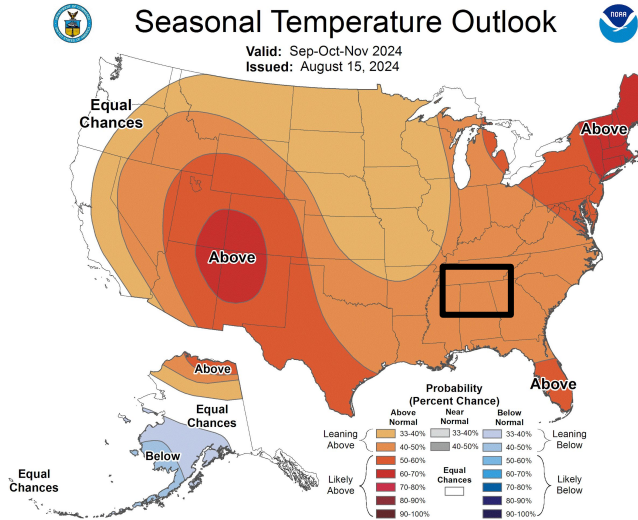 Seasonal Temperature Outlook
NOAA
Valid: Sep-Oct-Nov 2024
Issued: August 15, 2024
Equal
Chances
Above
Above
Above
Above
Equal
Chances
Below
Equal
Chances
Probability
(Percent Chance)
Above
Normal
Near
Normal
Below
Normal
Leaning
Above
33-40%
33-40%
33-40%
Leaning
Below
40-50%
40-50%
40-50%
Likely
Above
50-60%
50-60%
Likely
Below
60-70%
60-70%
70-80%
70-80%
80-90%
80-90%
90-100%
90-100%
Equal
Chances